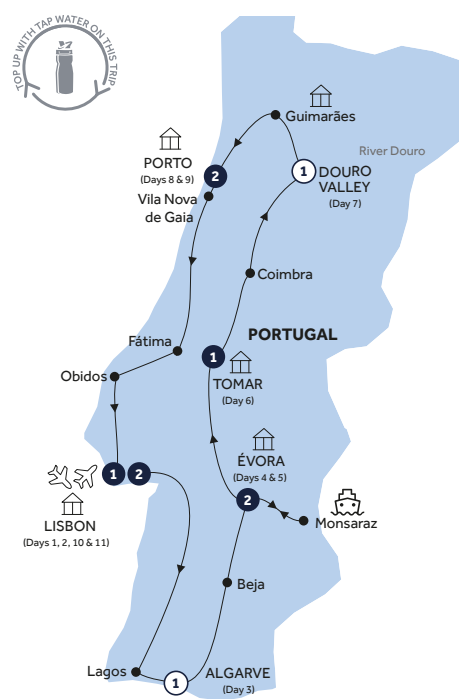 TOP UP WITH TAP WATER ON THIS TRIP
Guimarães
River Douro
PORTO
(Days 8 & 9)
2
1
DOURO
VALLEY
(Day 7)
Vila Nova
de Gaia
Coimbra
Fátima
PORTUGAL
1
TOMAR
(Day 6)
Obidos
ÉVORA
(Days 4 & 5)
2
1
2
LISBON
(Days 1, 2, 10 & 11)
Monsaraz
Beja
Lagos
1
ALGARVE
(Day 3)